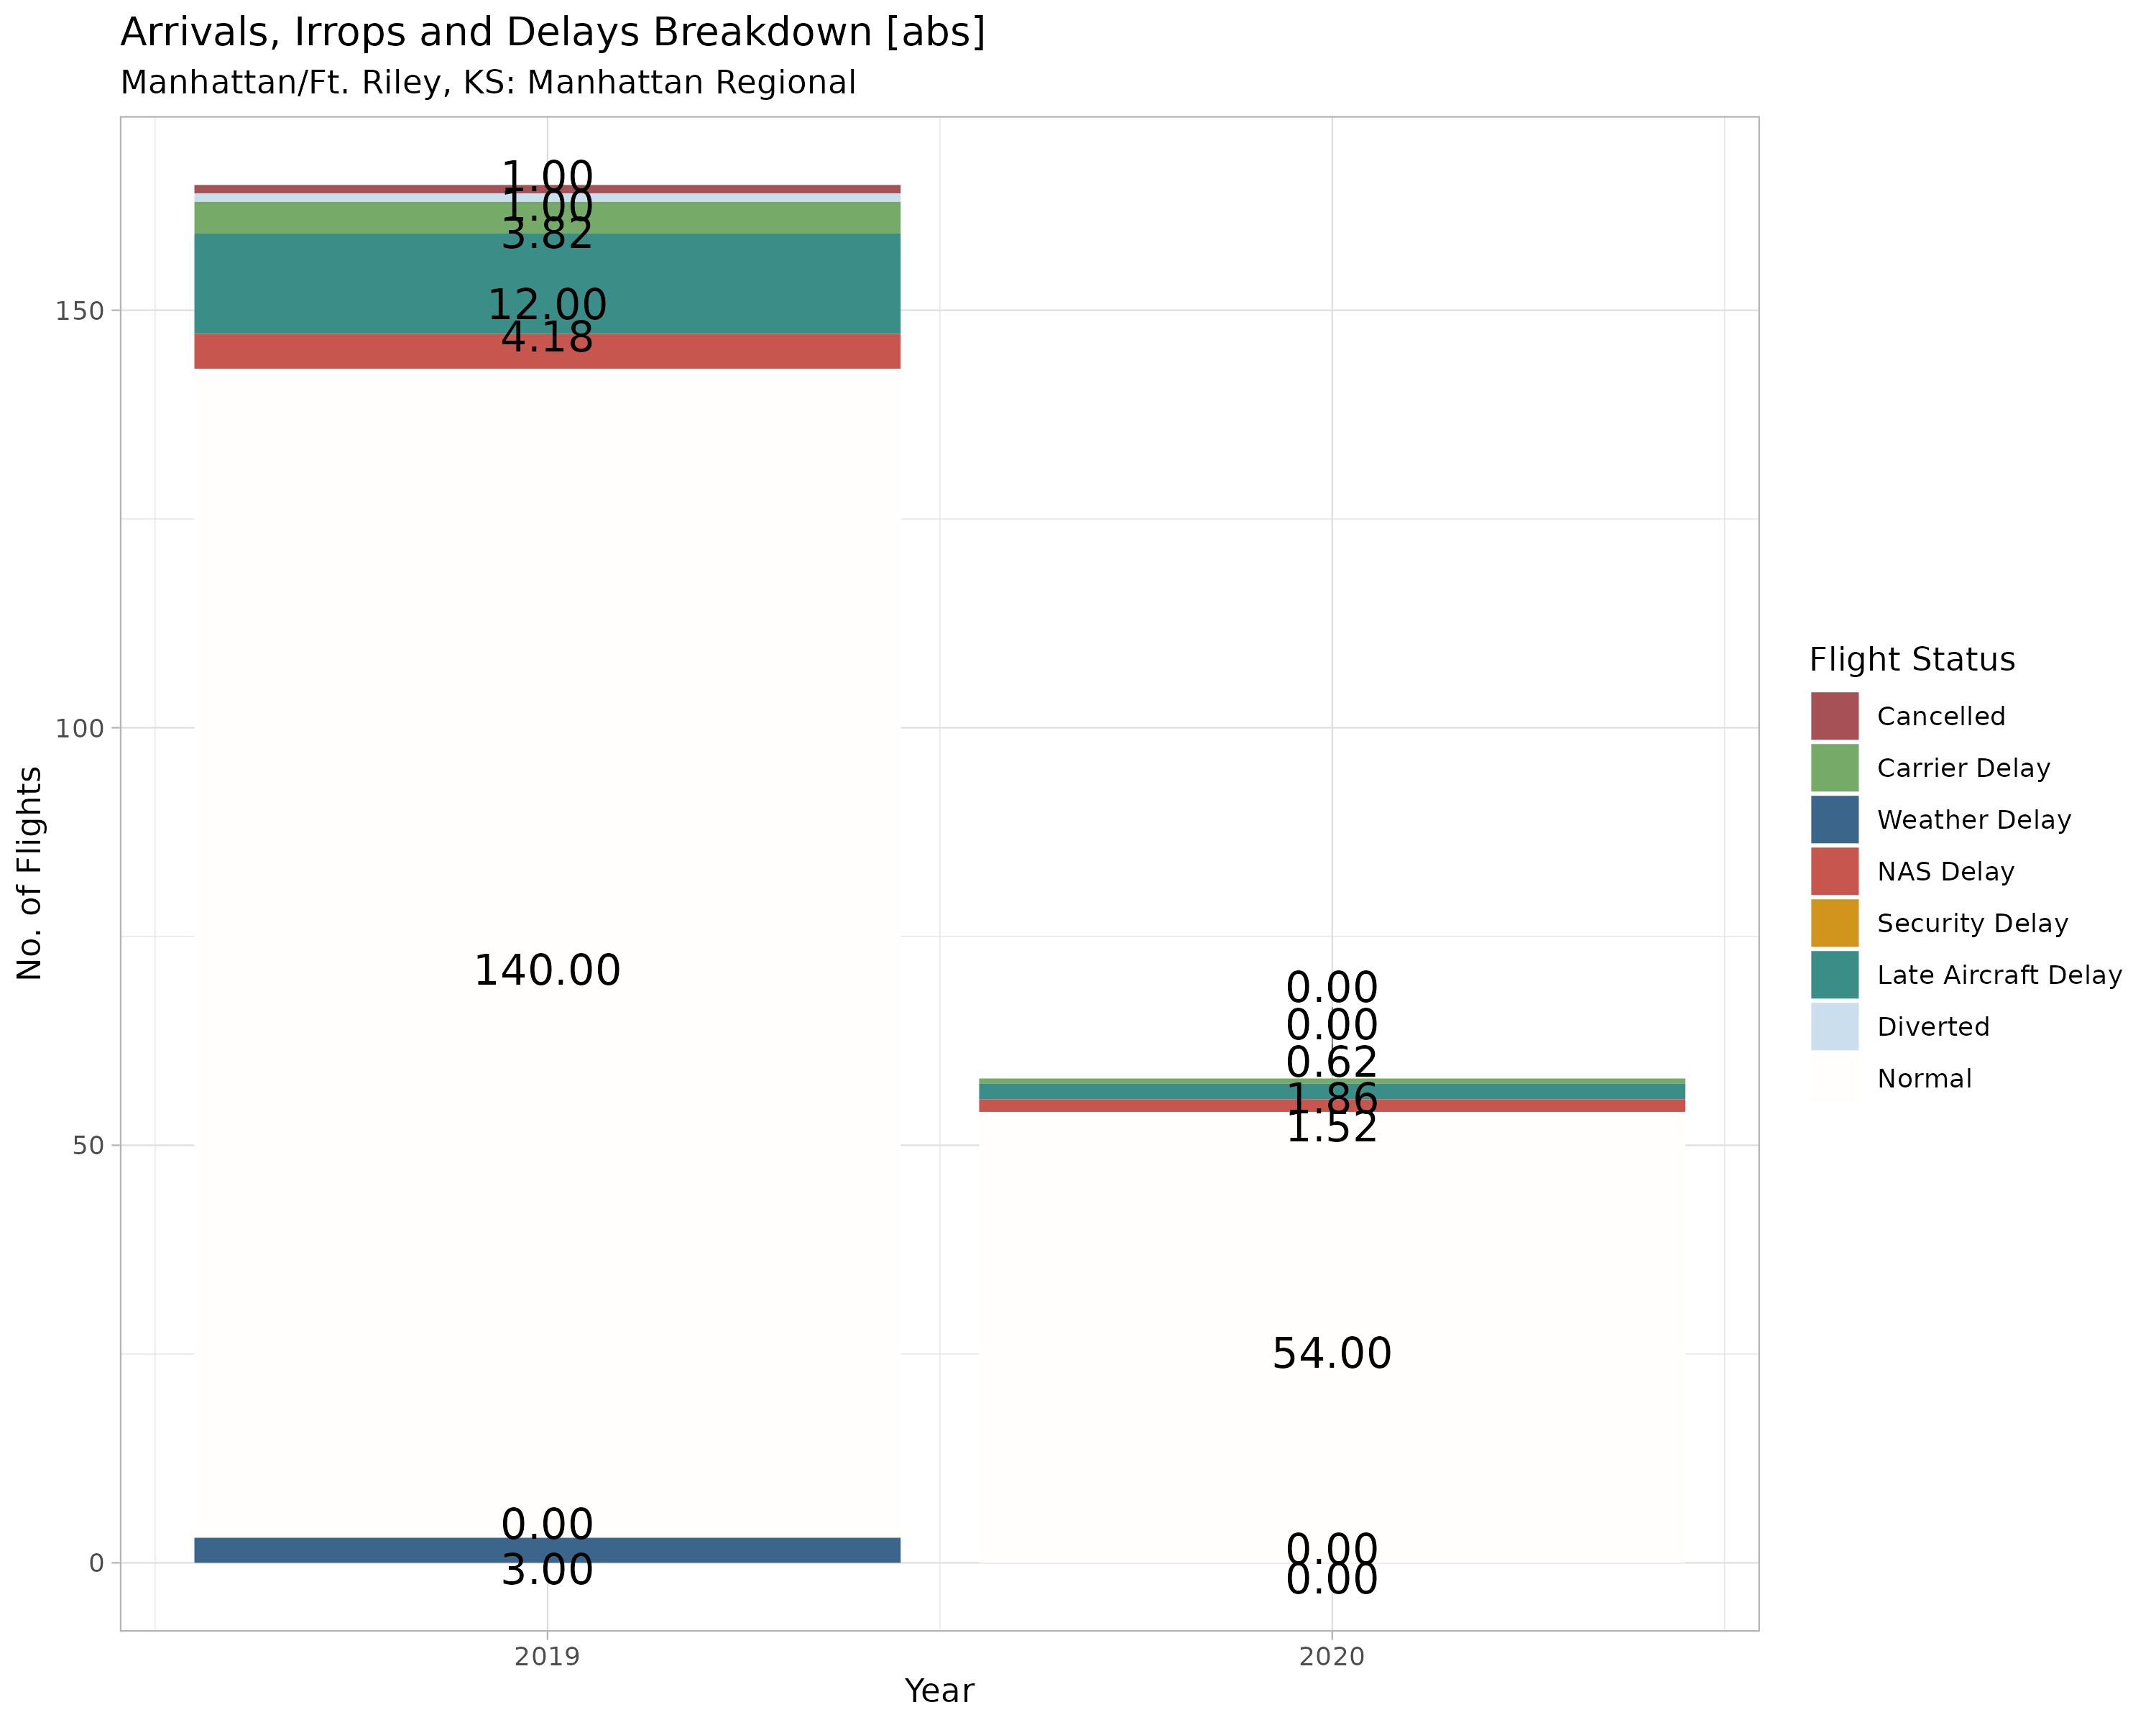 Arrivals, Irrops and Delays Breakdown [abs]
Manhattan/Ft. Riley, KS: Manhattan Regional
No. of Flights
150
100
50
0
1.00
1.00
3.82
12.00
4.18
140.00
0.00
3.00
0.00
0.00
0.62
1.86
1.52
54.00
0.00
0.00
2019
2020
Year
Flight Status
Cancelled
Carrier Delay
Weather Delay
NAS Delay
Security Delay
Late Aircraft Delay
Diverted
Normal